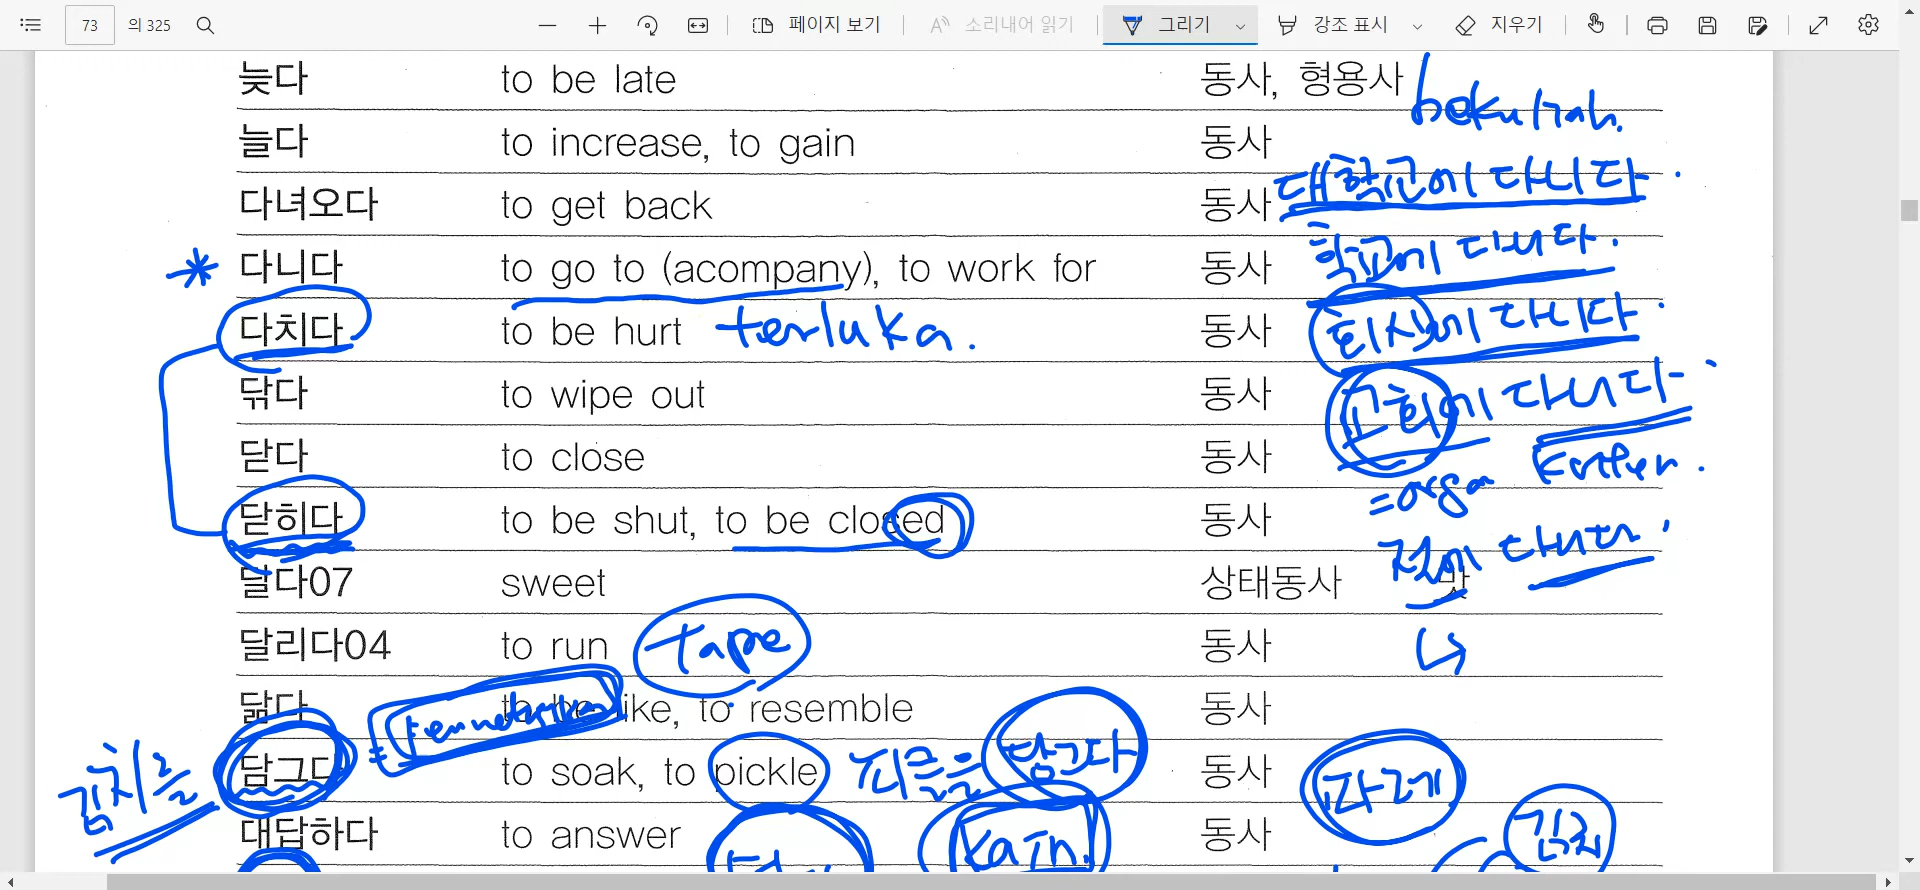 73 의 325 페이지 보기 소리내어 읽기 그리기 강조 표시 지우기
늦다 to be late 동사, 형용사
늘다 to increase, to gain 동사
다녀오다 to get back 동사 대학교에 다니다.
다니다 to go to (acompany), to work for 동사 학교에 다니다.
다치다 to be hurt terluka. 동사 회사에 다니다.
닦다 to wipe out 동사 교회에 다니다.
닫다 to close 동사
닫히다 to be shut, to be closed 동사 = organ Kristen.
달다07 sweet 상태동사 맛 절에 다니다.
달리다04 to run tape 동사
닮다 to be like, to resemble 동사
김치를 담그다 to soak, to pickle 피클을 담그다 동사 파레
대답하다 to answer Kain. 동사